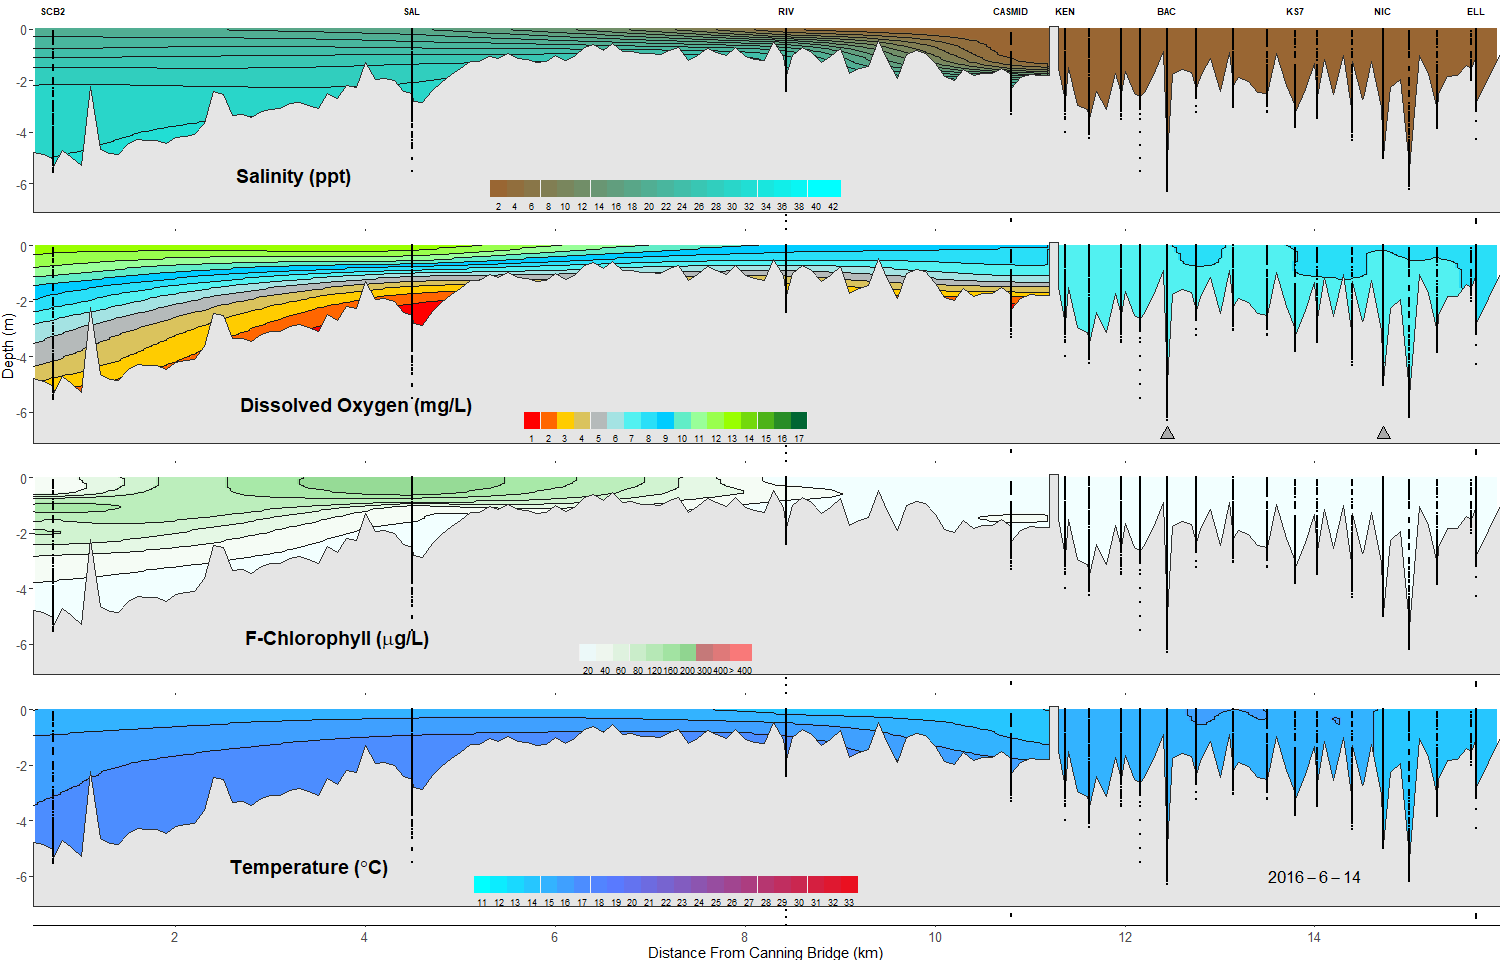 SCB2 SAL RIV CASMID KEN BAC KS7 NIC ELL
0
-2
-4
-6
Salinity (ppt)
2 4 6 8 10 12 14 16 18 20 22 24 26 28 30 32 34 36 38 40 42
0
-2
-4
-6
Depth (m)
Dissolved Oxygen (mg/L)
1 2 3 4 5 6 7 8 9 10 11 12 13 14 15 16 17
0
-2
-4
-6
F-Chlorophyll (µg/L)
20 40 60 80 120 160 200 300 400 > 400
0
-2
-4
-6
Temperature (°C)
2016 – 6 – 14
11 12 13 14 15 16 17 18 19 20 21 22 23 24 25 26 27 28 29 30 31 32 33
2 4 6 8 10 12 14
Distance From Canning Bridge (km)